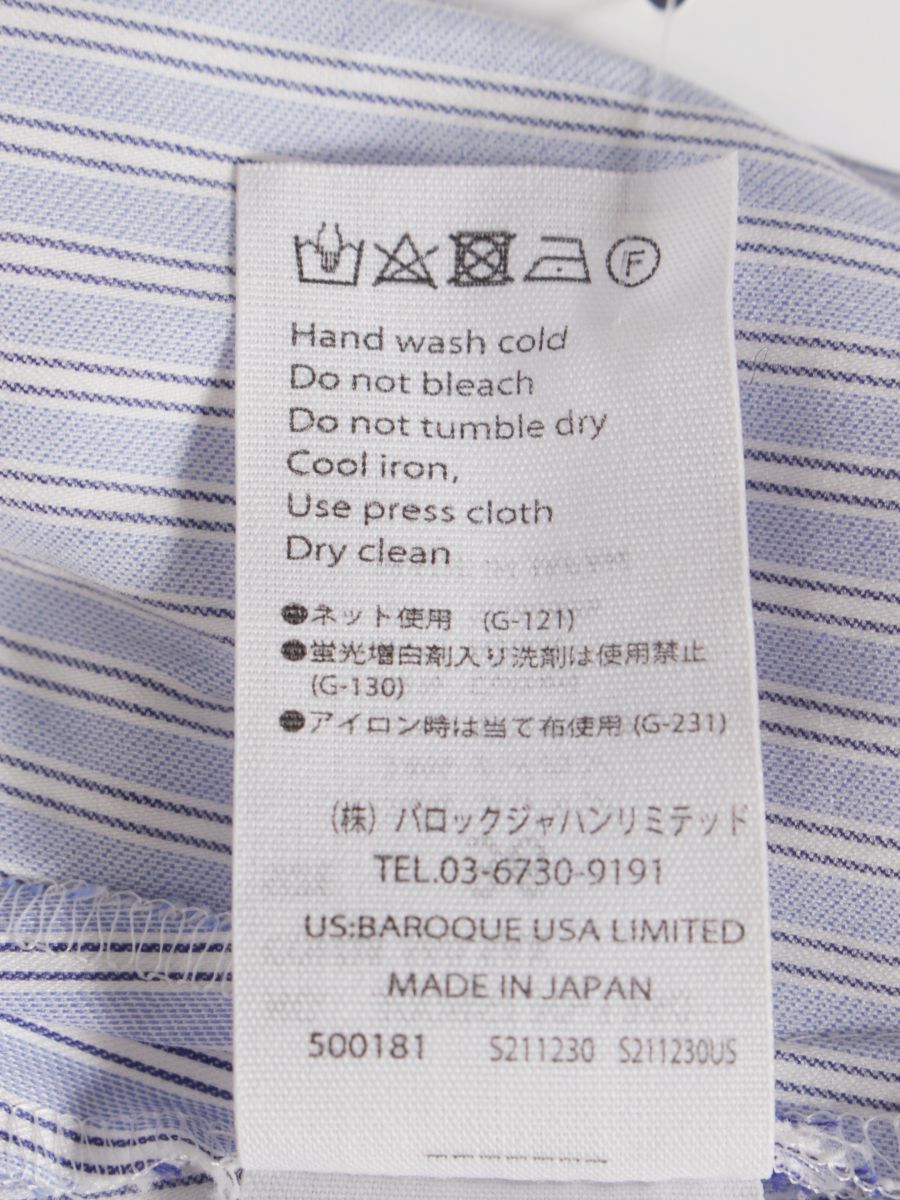 F
Hand wash cold
Do not bleach
Do not tumble dry
Cool iron,
Use press cloth
Dry clean
●ネット使用 (G-121)
●蛍光増白剤入り洗剤は使用禁止
(G-130)
●アイロン時は当て布使用 (G-231)
(株) バロックジャパンリミテッド
TEL.03-6730-9191
US:BAROQUE USA LIMITED
MADE IN JAPAN
500181 S211230 S211230US